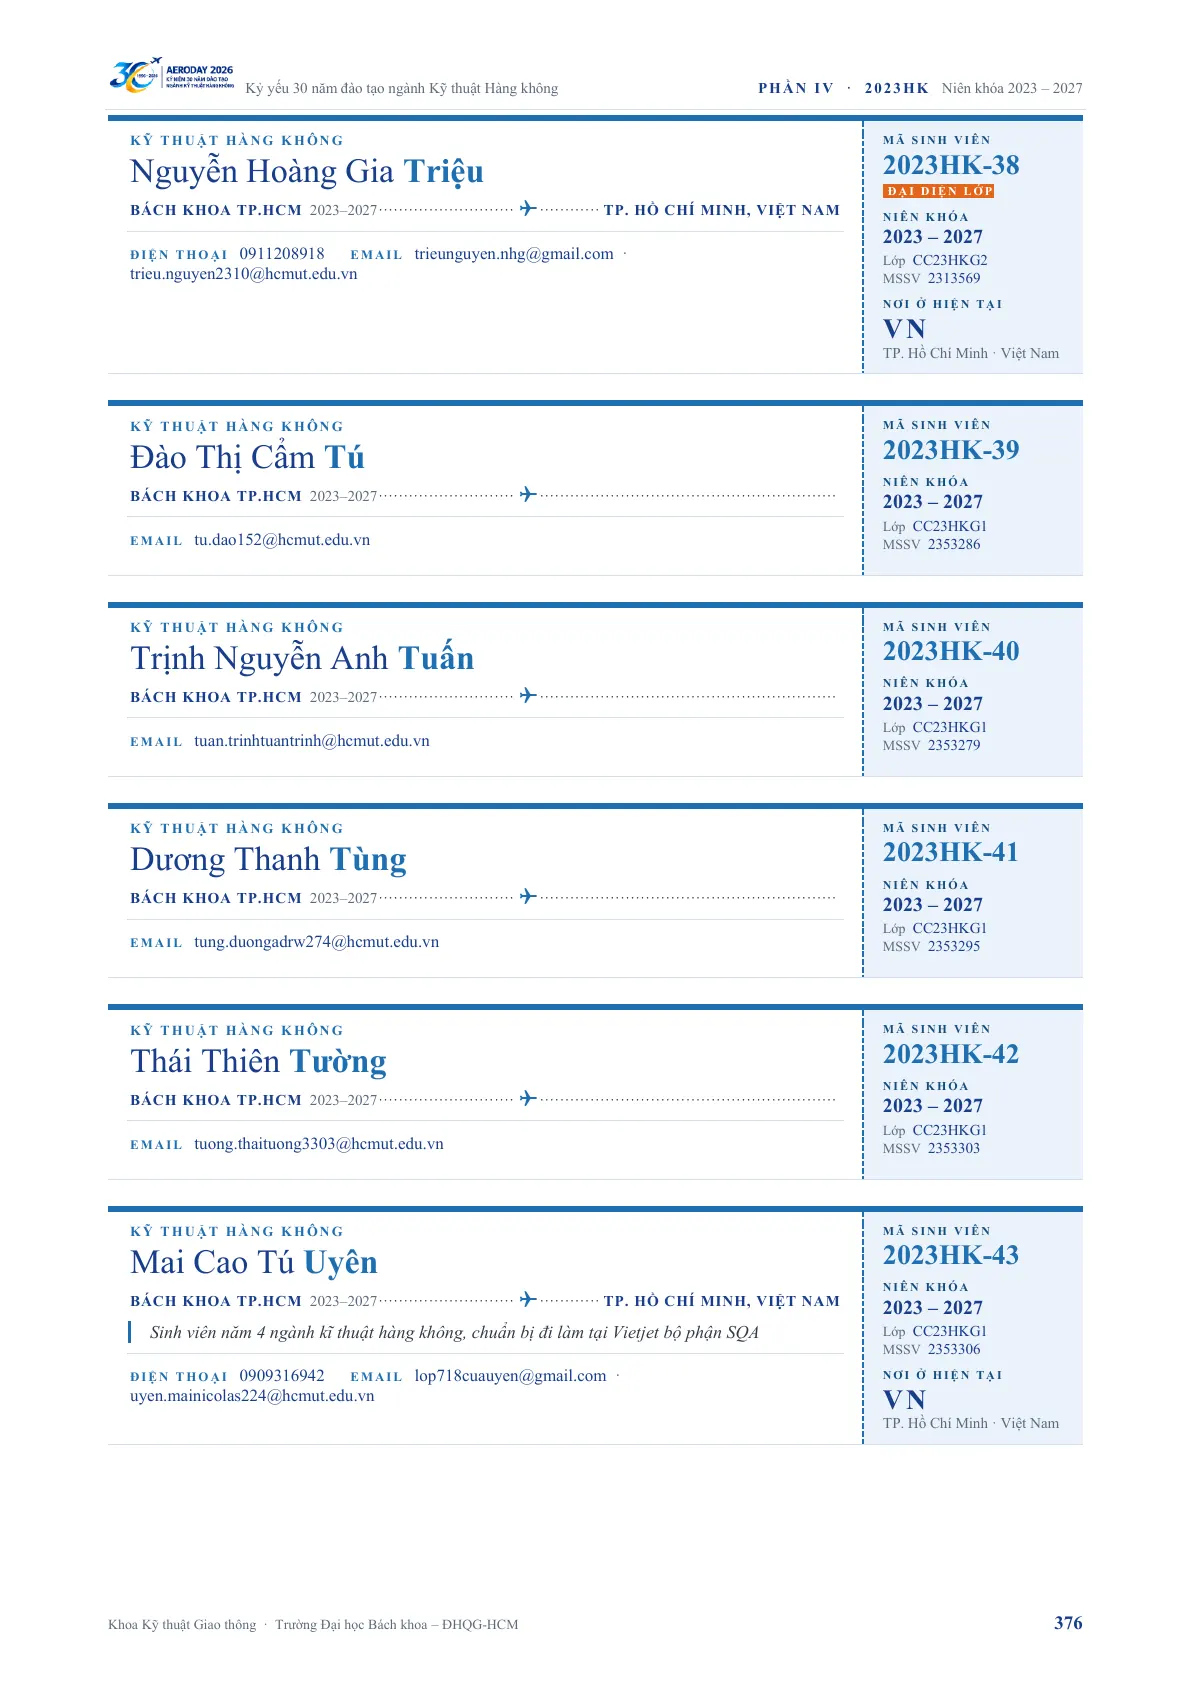 30
1996 - 2026
AERODAY 2026
KỶ NIỆM 30 NĂM ĐÀO TẠO
NGÀNH KỸ THUẬT HÀNG KHÔNG
Kỷ yếu 30 năm đào tạo ngành Kỹ thuật Hàng không
PHẦN IV · 2023HK Niên khóa 2023 – 2027
KỸ THUẬT HÀNG KHÔNG
Nguyễn Hoàng Gia Triệu
BÁCH KHOA TP.HCM 2023–2027 TP. HỒ CHÍ MINH, VIỆT NAM
ĐIỆN THOẠI 0911208918 EMAIL trieunguyen.nhg@gmail.com ·
trieu.nguyen2310@hcmut.edu.vn
MÃ SINH VIÊN
2023HK-38
ĐẠI DIỆN LỚP
NIÊN KHÓA
2023 – 2027
Lớp CC23HKG2
MSSV 2313569
NƠI Ở HIỆN TẠI
VN
TP. Hồ Chí Minh · Việt Nam
KỸ THUẬT HÀNG KHÔNG
Đào Thị Cẩm Tú
BÁCH KHOA TP.HCM 2023–2027
EMAIL tu.dao152@hcmut.edu.vn
MÃ SINH VIÊN
2023HK-39
NIÊN KHÓA
2023 – 2027
Lớp CC23HKG1
MSSV 2353286
KỸ THUẬT HÀNG KHÔNG
Trịnh Nguyễn Anh Tuấn
BÁCH KHOA TP.HCM 2023–2027
EMAIL tuan.trinhtuantrinh@hcmut.edu.vn
MÃ SINH VIÊN
2023HK-40
NIÊN KHÓA
2023 – 2027
Lớp CC23HKG1
MSSV 2353279
KỸ THUẬT HÀNG KHÔNG
Dương Thanh Tùng
BÁCH KHOA TP.HCM 2023–2027
EMAIL tung.duongadrw274@hcmut.edu.vn
MÃ SINH VIÊN
2023HK-41
NIÊN KHÓA
2023 – 2027
Lớp CC23HKG1
MSSV 2353295
KỸ THUẬT HÀNG KHÔNG
Thái Thiên Tường
BÁCH KHOA TP.HCM 2023–2027
EMAIL tuong.thaituong3303@hcmut.edu.vn
MÃ SINH VIÊN
2023HK-42
NIÊN KHÓA
2023 – 2027
Lớp CC23HKG1
MSSV 2353303
KỸ THUẬT HÀNG KHÔNG
Mai Cao Tú Uyên
BÁCH KHOA TP.HCM 2023–2027 TP. HỒ CHÍ MINH, VIỆT NAM
Sinh viên năm 4 ngành kĩ thuật hàng không, chuẩn bị đi làm tại Vietjet bộ phận SQA
ĐIỆN THOẠI 0909316942 EMAIL lop718cuauyen@gmail.com ·
uyen.mainicolas224@hcmut.edu.vn
MÃ SINH VIÊN
2023HK-43
NIÊN KHÓA
2023 – 2027
Lớp CC23HKG1
MSSV 2353306
NƠI Ở HIỆN TẠI
VN
TP. Hồ Chí Minh · Việt Nam
Khoa Kỹ thuật Giao thông · Trường Đại học Bách khoa – ĐHQG-HCM
376